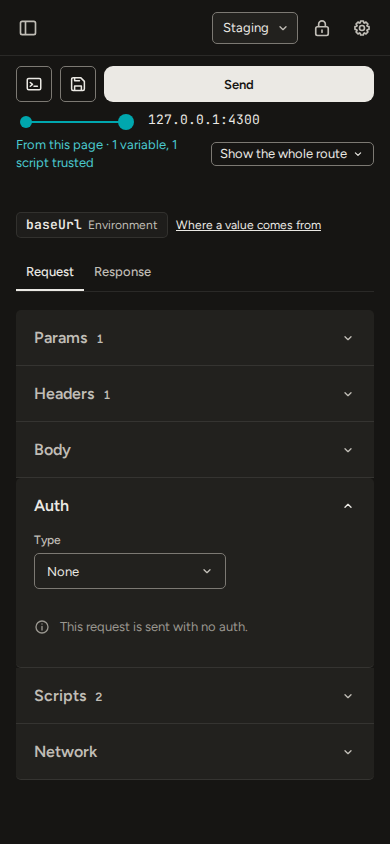 Staging
Send
127.0.0.1:4300
From this page · 1 variable, 1
script trusted
Show the whole route
baseUrl Environment
Where a value comes from
Request Response
Params 1
Headers 1
Body
Auth
Type
None
This request is sent with no auth.
Scripts 2
Network